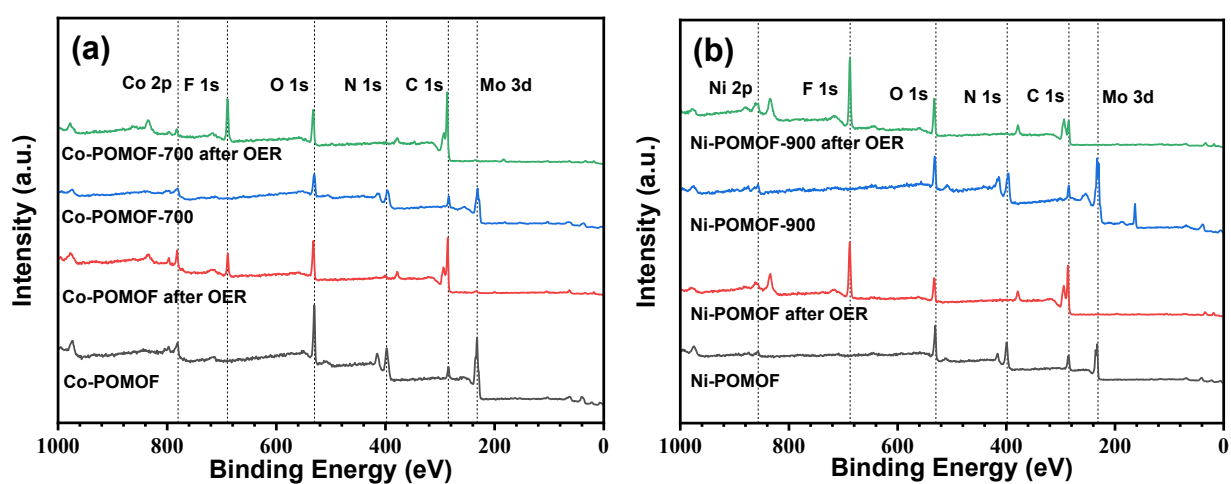 (a)
Co 2p F 1s O 1s N 1s C 1s Mo 3d
Co-POMOF-700 after OER
Co-POMOF-700
Co-POMOF after OER
Co-POMOF
Intensity (a.u.)
1000 800 600 400 200 0
Binding Energy (eV)
(b)
Ni 2p F 1s O 1s N 1s C 1s Mo 3d
Ni-POMOF-900 after OER
Ni-POMOF-900
Ni-POMOF after OER
Ni-POMOF
Intensity (a.u.)
1000 800 600 400 200 0
Binding Energy (eV)